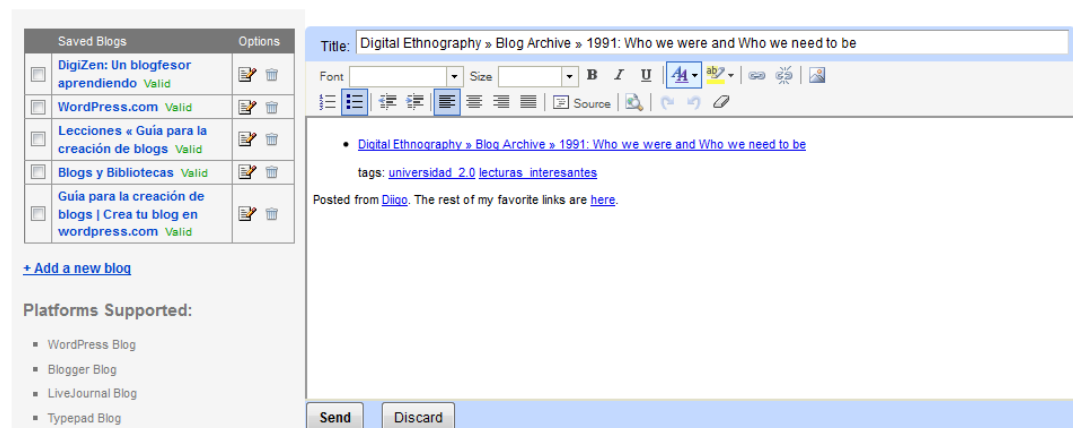 Saved Blogs Options
DigiZen: Un blogfesor
aprendiendo Valid
WordPress.com Valid
Lecciones « Guía para la
creación de blogs Valid
Blogs y Bibliotecas Valid
Guía para la creación de
blogs | Crea tu blog en
wordpress.com Valid
+ Add a new blog
Platforms Supported:
WordPress Blog
Blogger Blog
LiveJournal Blog
Typepad Blog
Title: Digital Ethnography » Blog Archive » 1991: Who we were and Who we need to be
Font Size B I U
Source
• Digital Ethnography » Blog Archive » 1991: Who we were and Who we need to be
tags: universidad_2.0 lecturas_interesantes
Posted from Diigo. The rest of my favorite links are here.
Send Discard